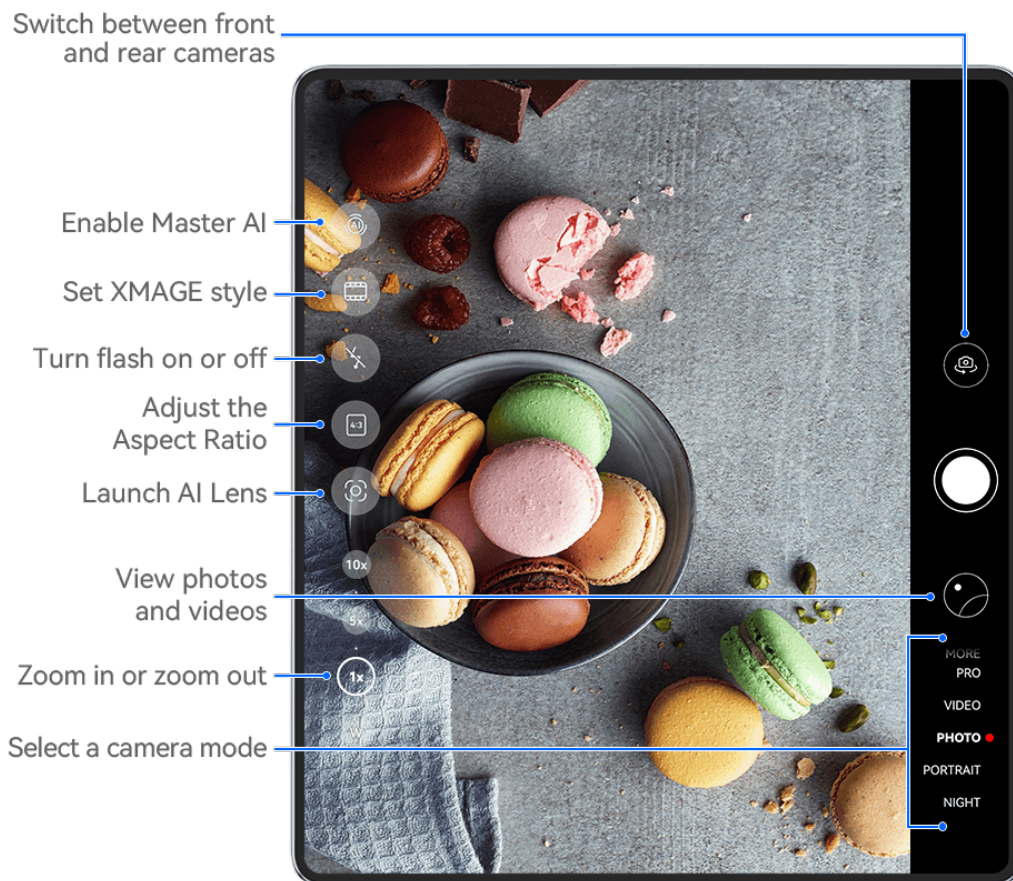 Switch between front
and rear cameras
Enable Master AI
AI
Set XMAGE style
Turn flash on or off
Adjust the
Aspect Ratio
4:3
Launch AI Lens
10x
View photos
and videos
5x
Zoom in or zoom out
1x
Select a camera mode
MORE
PRO
VIDEO
PHOTO
PORTRAIT
NIGHT